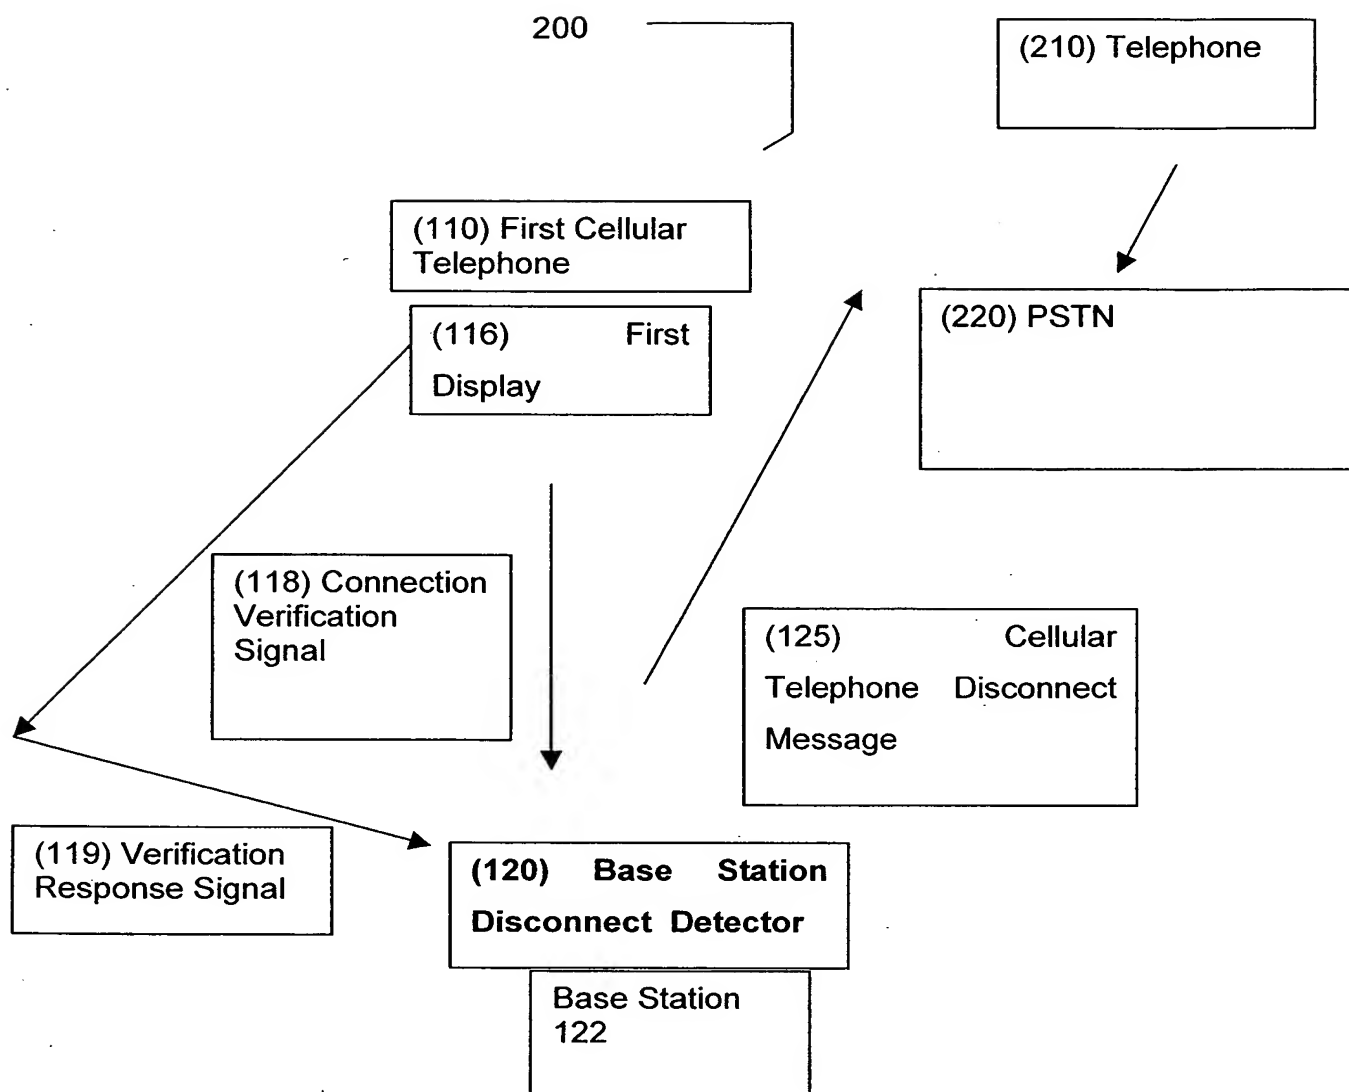 200
(210) Telephone
(110) First Cellular
Telephone
(116) First
Display
(220) PSTN
(118) Connection
Verification
Signal
(125) Cellular
Telephone Disconnect
Message
(119) Verification
Response Signal
(120) Base Station
Disconnect Detector
Base Station
122